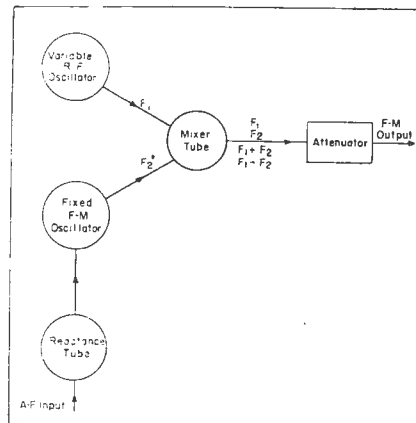 Variable
R F
Oscillator
F₁
Mixer
Tube
F₁
F₂
F₁ + F₂
F₁ - F₂
Attenuator
F-M
Output
F₂*
Fixed
F-M
Oscillator
Reactance
Tube
A-F Input